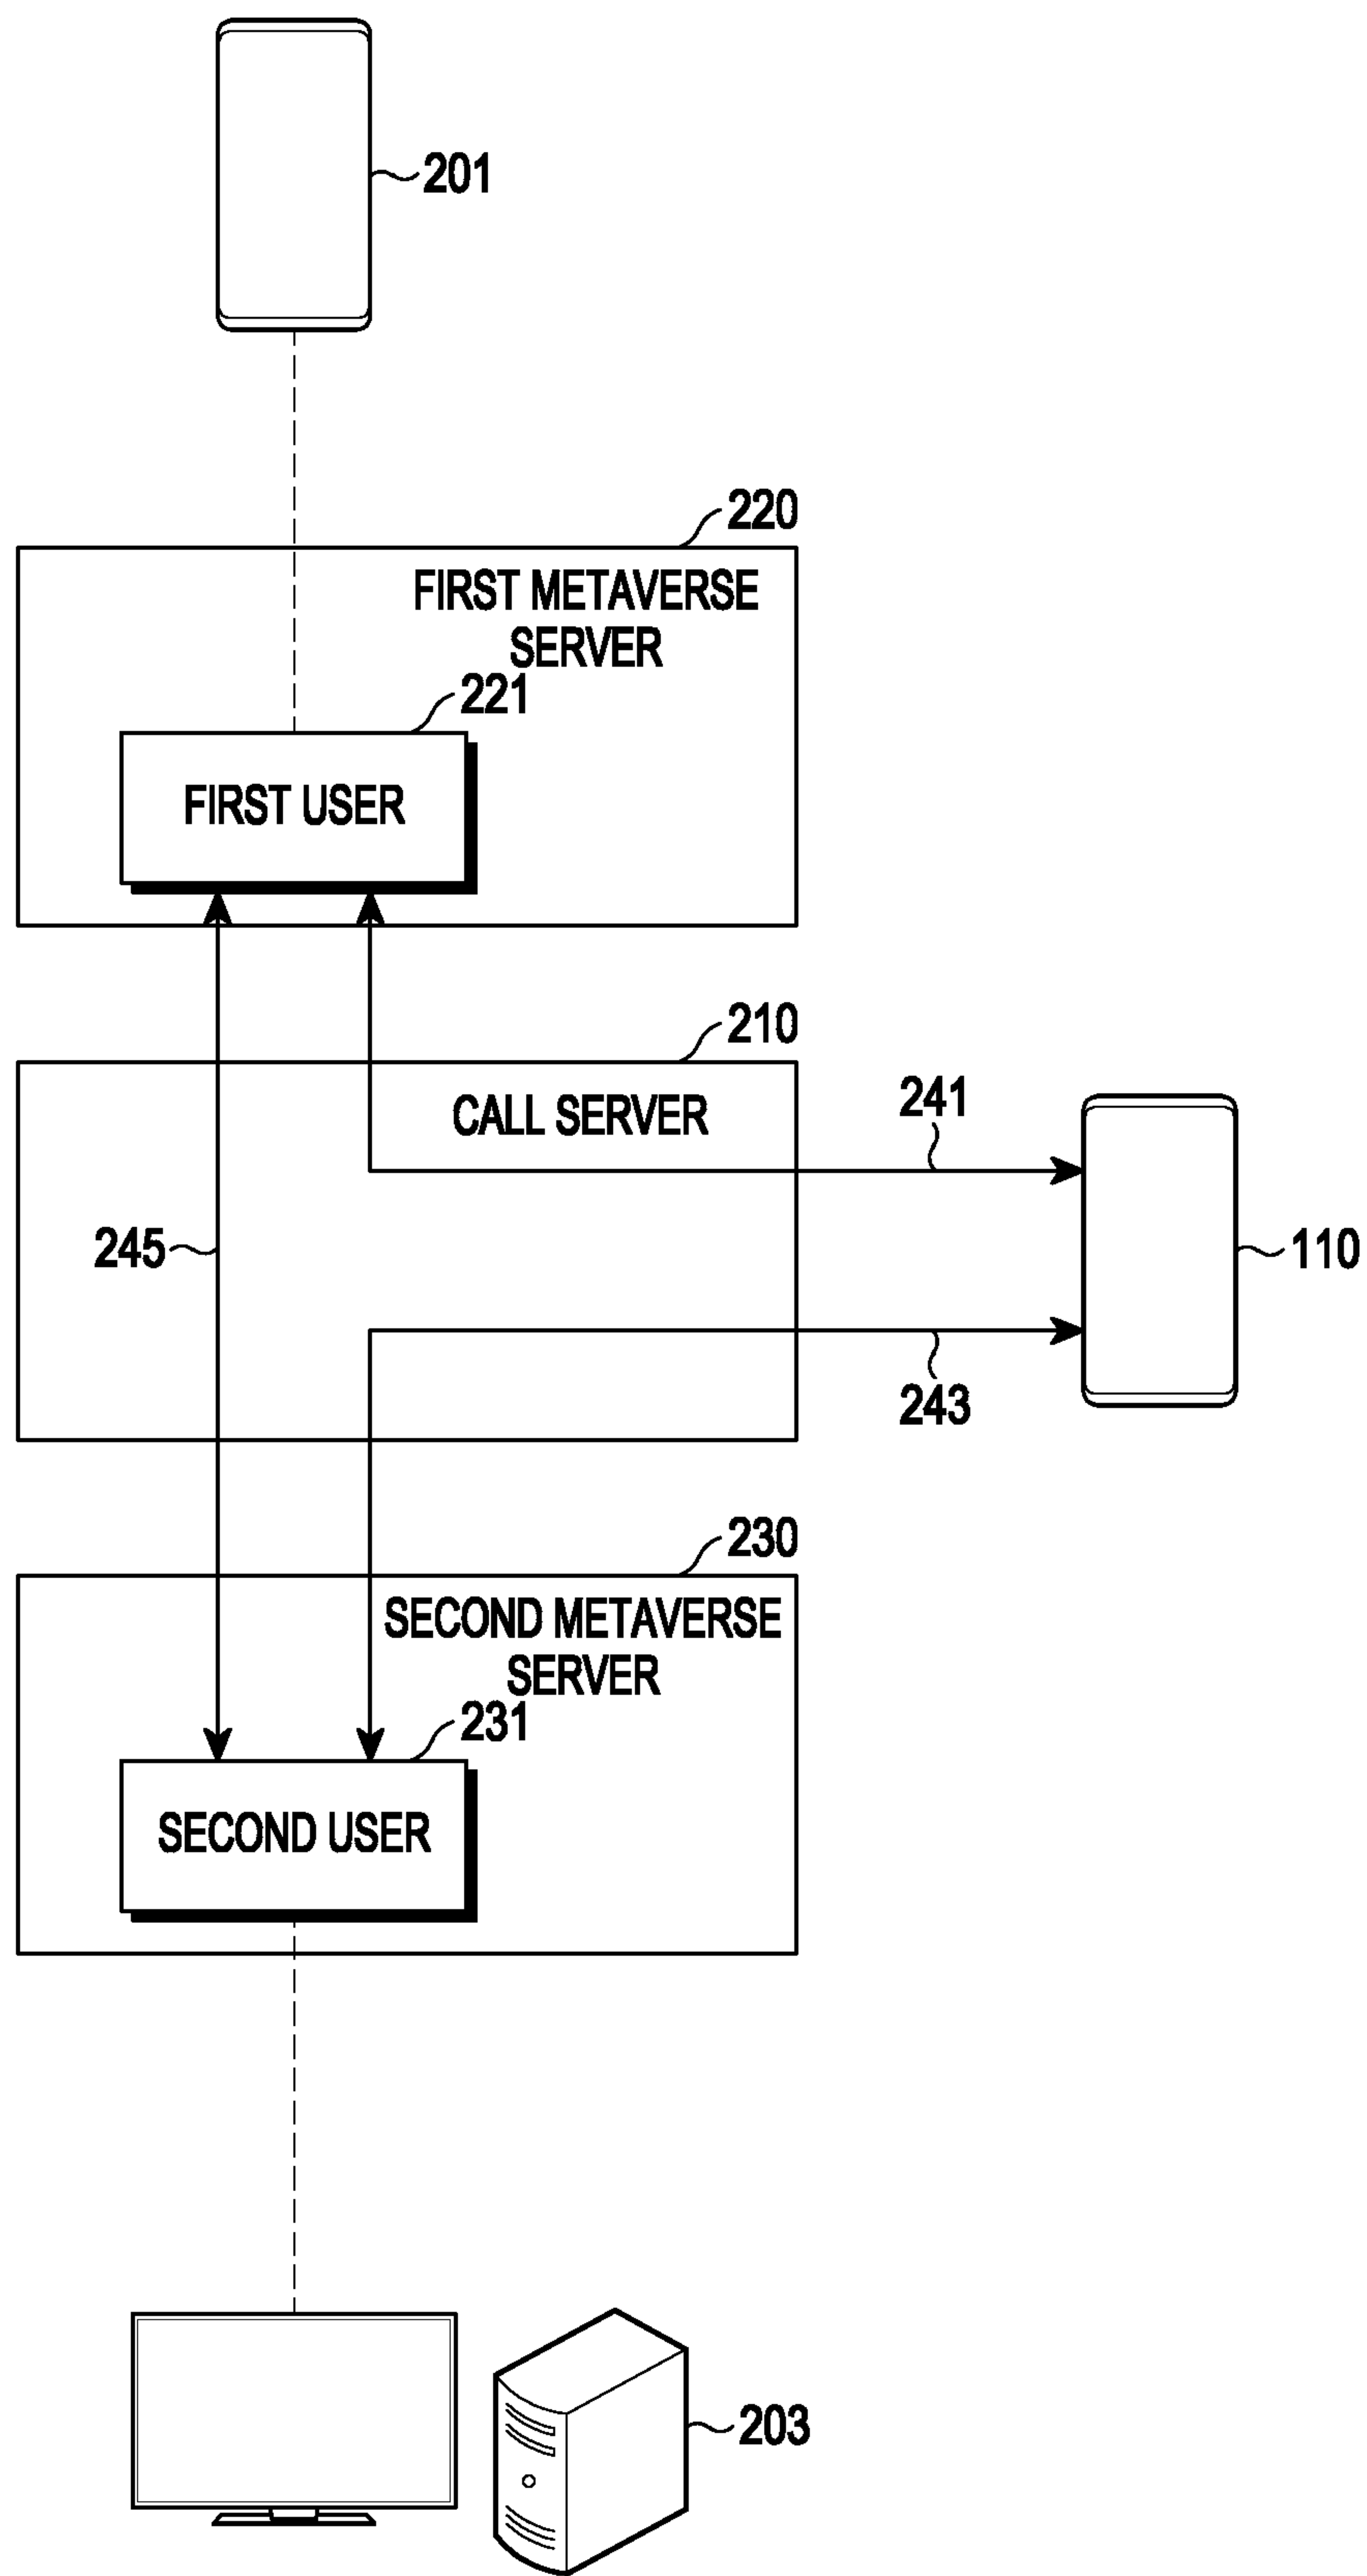 201
220
FIRST METAVERSE
SERVER
221
FIRST USER
210
CALL SERVER
241
245
110
243
230
SECOND METAVERSE
SERVER
231
SECOND USER
203